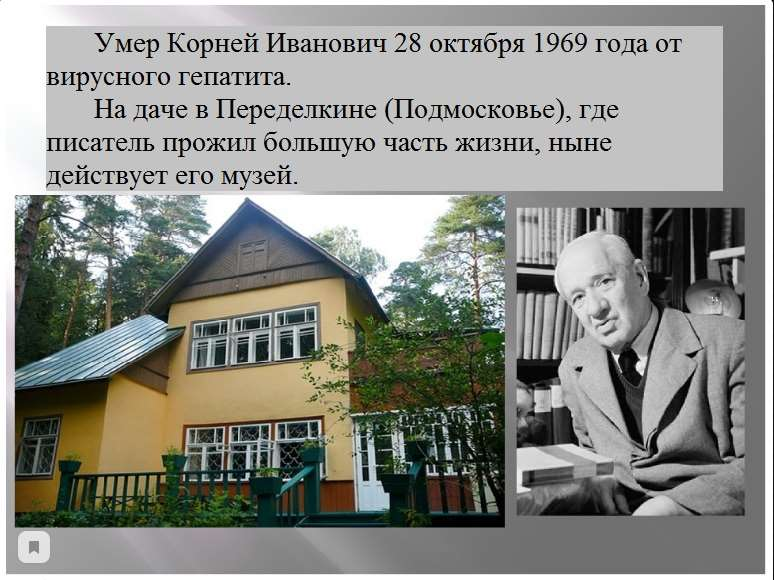 Умер Корней Иванович 28 октября 1969 года от
вирусного гепатита.
На даче в Переделкине (Подмосковье), где
писатель прожил большую часть жизни, ныне
действует его музей.